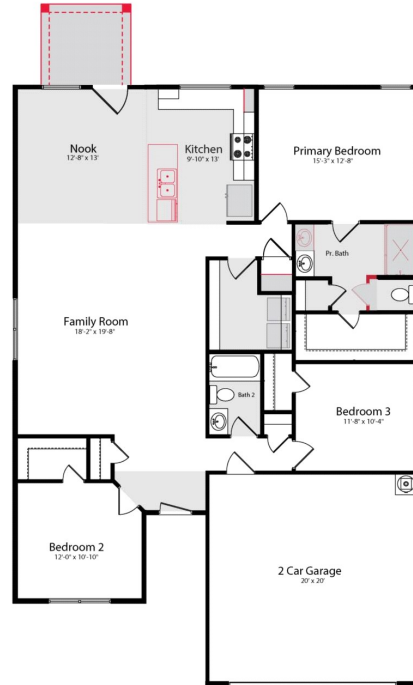 Nook
12'-8" x 13'
Kitchen
9'-10" x 13'
Primary Bedroom
15'-3" x 12'-8"
Pr. Bath
Family Room
18'-2" x 19'-8"
Bath 2
Bedroom 3
11'-8" x 10'-4"
Bedroom 2
12'-0" x 10'-10"
2 Car Garage
20' x 20'